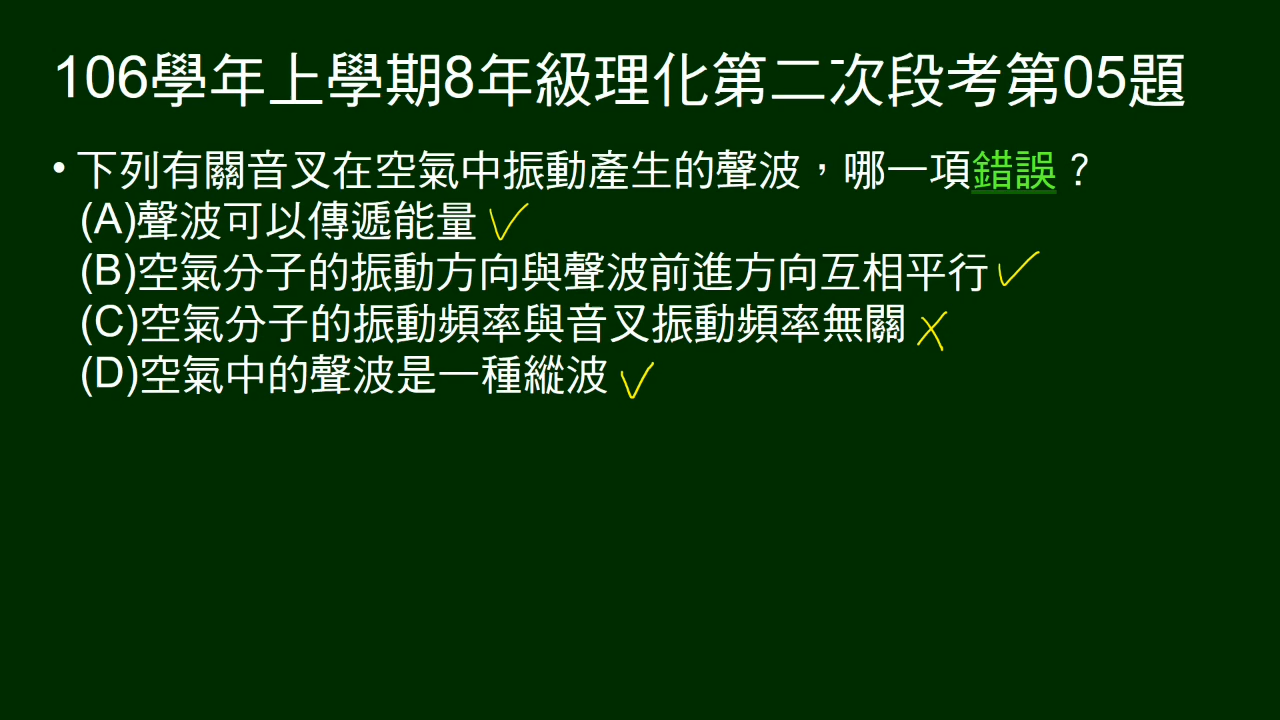 106學年上學期8年級理化第二次段考第05題
• 下列有關音叉在空氣中振動產生的聲波，哪一項錯誤？
(A)聲波可以傳遞能量
(B)空氣分子的振動方向與聲波前進方向互相平行
(C)空氣分子的振動頻率與音叉振動頻率無關
(D)空氣中的聲波是一種縱波